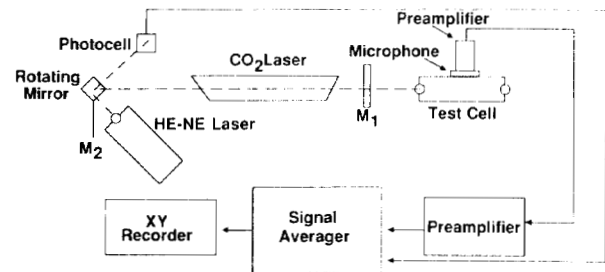 Preamplifier
Photocell
Microphone
CO2Laser
Rotating
Mirror
Test Cell
M1
HE-NE Laser
M2
XY
Recorder
Signal
Averager
Preamplifier